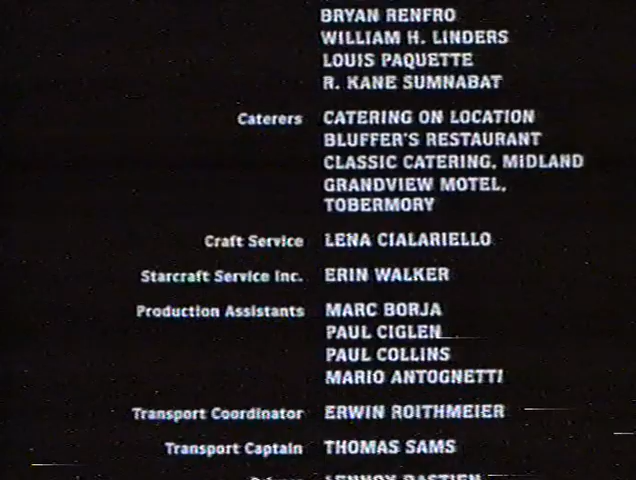 BRYAN RENFRO
WILLIAM H. LINDERS
LOUIS PAQUETTE
R. KANE SUMNABAT
Caterers CATERING ON LOCATION
BLUFFER'S RESTAURANT
CLASSIC CATERING, MIDLAND
GRANDVIEW MOTEL,
TOBERMORY
Craft Service LENA CIALARIELLO
Starcraft Service Inc. ERIN WALKER
Production Assistants MARC BORJA
PAUL CIGLEN
PAUL COLLINS
MARIO ANTOGNETTI
Transport Coordinator ERWIN ROITHMEIER
Transport Captain THOMAS SAMS
LENNOX BASTIEN